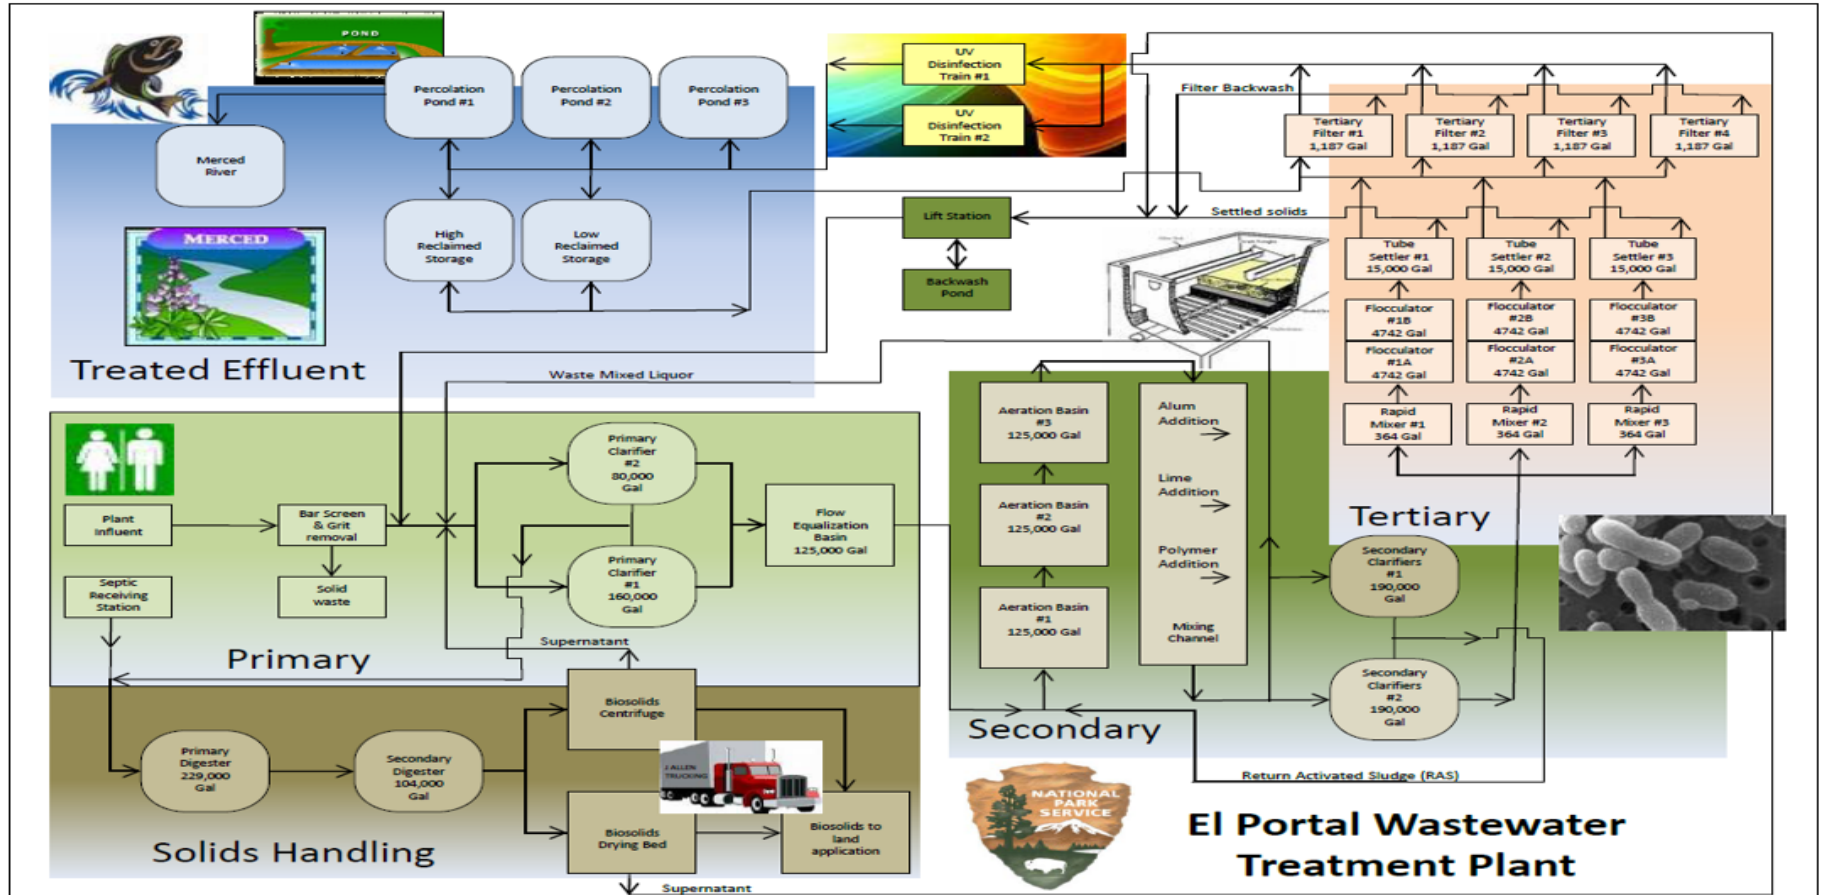 POND
Percolation
Pond #1
Percolation
Pond #2
Percolation
Pond #3
Merced
River
MERCED
High
Reclaimed
Storage
Low
Reclaimed
Storage
Treated Effluent
UV
Disinfection
Train #1
UV
Disinfection
Train #2
Filter Backwash
Tertiary
Filter #1
1,187 Gal
Tertiary
Filter #2
1,187 Gal
Tertiary
Filter #3
1,187 Gal
Tertiary
Filter #4
1,187 Gal
Lift Station
Settled solids
Backwash
Pond
Tube
Settler #1
15,000 Gal
Tube
Settler #2
15,000 Gal
Tube
Settler #3
15,000 Gal
Flocculator
#1B
4742 Gal
Flocculator
#2B
4742 Gal
Flocculator
#3B
4742 Gal
Flocculator
#1A
4742 Gal
Flocculator
#2A
4742 Gal
Flocculator
#3A
4742 Gal
Rapid
Mixer #1
364 Gal
Rapid
Mixer #2
364 Gal
Rapid
Mixer #3
364 Gal
Tertiary
Waste Mixed Liquor
Plant
Influent
Bar Screen
& Grit
removal
Septic
Receiving
Station
Solid
waste
Primary
Clarifier
#2
80,000
Gal
Primary
Clarifier
#1
160,000
Gal
Flow
Equalization
Basin
125,000 Gal
Supernatant
Primary
Aeration Basin
#3
125,000 Gal
Aeration Basin
#2
125,000 Gal
Aeration Basin
#1
125,000 Gal
Alum
Addition
Lime
Addition
Polymer
Addition
Mixing
Channel
Secondary
Clarifiers
#1
190,000
Gal
Secondary
Clarifiers
#2
190,000
Gal
Secondary
Return Activated Sludge (RAS)
Primary
Digester
229,000
Gal
Secondary
Digester
104,000
Gal
Biosolids
Centrifuge
J ALLEN
TRUCKING
Biosolids
Drying Bed
Biosolids to
land
application
Solids Handling
Supernatant
NATIONAL
PARK
SERVICE
El Portal Wastewater
Treatment Plant